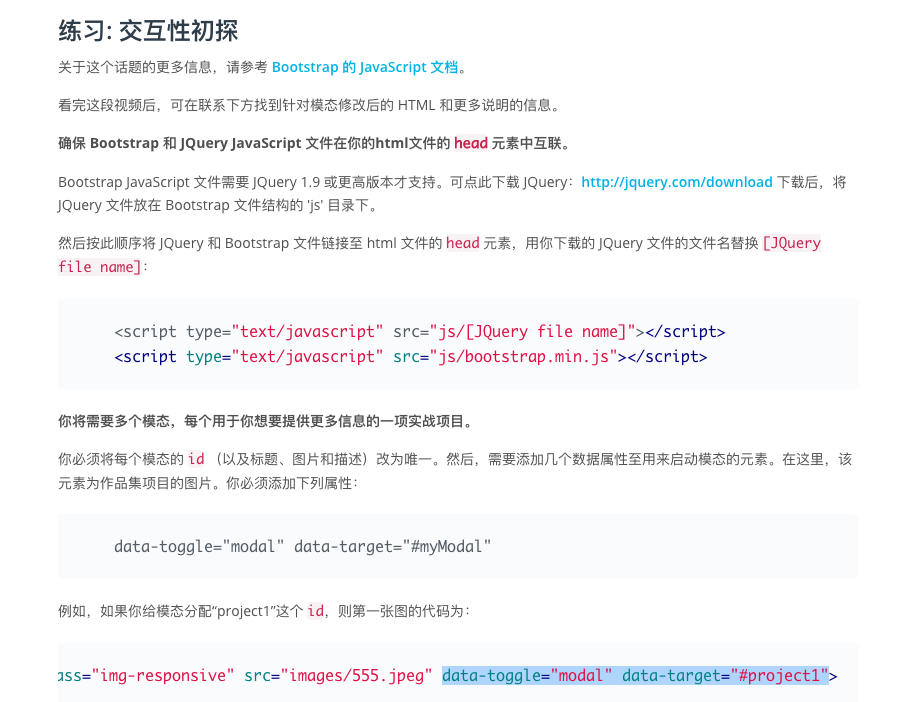 练习: 交互性初探
关于这个话题的更多信息，请参考 Bootstrap 的 JavaScript 文档。
看完这段视频后，可在联系下方找到针对模态修改后的 HTML 和更多说明的信息。
确保 Bootstrap 和 JQuery JavaScript 文件在你的html文件的 head 元素中互联。
Bootstrap JavaScript 文件需要 JQuery 1.9 或更高版本才支持。可点此下载 JQuery：http://jquery.com/download 下载后，将
JQuery 文件放在 Bootstrap 文件结构的 'js' 目录下。
然后按此顺序将 JQuery 和 Bootstrap 文件链接至 html 文件的 head 元素，用你下载的 JQuery 文件的文件名替换 [JQuery
file name]：
<script type="text/javascript" src="js/[JQuery file name]"></script>
<script type="text/javascript" src="js/bootstrap.min.js"></script>
你将需要多个模态，每个用于你想要提供更多信息的一项实战项目。
你必须将每个模态的 id （以及标题、图片和描述）改为唯一。然后，需要添加几个数据属性至用来启动模态的元素。在这里，该
元素为作品集项目的图片。你必须添加下列属性：
data-toggle="modal" data-target="#myModal"
例如，如果你给模态分配“project1”这个 id，则第一张图的代码为：
ass="img-responsive" src="images/555.jpeg" data-toggle="modal" data-target="#project1">